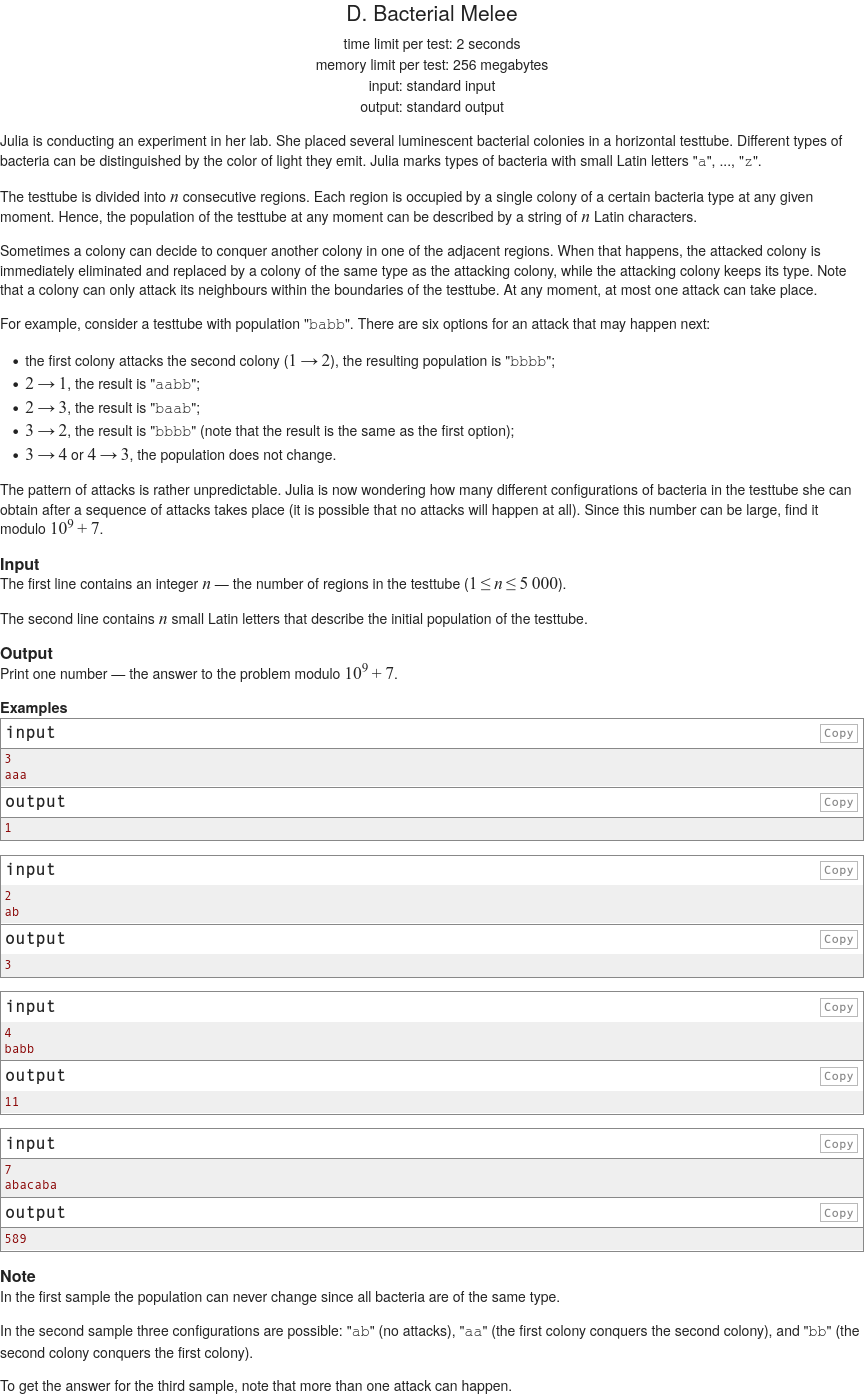 D. Bacterial Melee
time limit per test: 2 seconds
memory limit per test: 256 megabytes
input: standard input
output: standard output
Julia is conducting an experiment in her lab. She placed several luminescent bacterial colonies in a horizontal testtube. Different types of
bacteria can be distinguished by the color of light they emit. Julia marks types of bacteria with small Latin letters "a", ..., "z".
The testtube is divided into n consecutive regions. Each region is occupied by a single colony of a certain bacteria type at any given
moment. Hence, the population of the testtube at any moment can be described by a string of n Latin characters.
Sometimes a colony can decide to conquer another colony in one of the adjacent regions. When that happens, the attacked colony is
immediately eliminated and replaced by a colony of the same type as the attacking colony, while the attacking colony keeps its type. Note
that a colony can only attack its neighbours within the boundaries of the testtube. At any moment, at most one attack can take place.
For example, consider a testtube with population "babb". There are six options for an attack that may happen next:
• the first colony attacks the second colony (1 → 2), the resulting population is "bbbb";
• 2 → 1, the result is "aabb";
• 2 → 3, the result is "baab";
• 3 → 2, the result is "bbbb" (note that the result is the same as the first option);
• 3 → 4 or 4 → 3, the population does not change.
The pattern of attacks is rather unpredictable. Julia is now wondering how many different configurations of bacteria in the testtube she can
obtain after a sequence of attacks takes place (it is possible that no attacks will happen at all). Since this number can be large, find it
modulo 10^9 + 7.
Input
The first line contains an integer n — the number of regions in the testtube (1 ≤ n ≤ 5 000).
The second line contains n small Latin letters that describe the initial population of the testtube.
Output
Print one number — the answer to the problem modulo 10^9 + 7.
Examples
input Copy
3
aaa
output Copy
1
input Copy
2
ab
output Copy
3
input Copy
4
babb
output Copy
11
input Copy
7
abacaba
output Copy
589
Note
In the first sample the population can never change since all bacteria are of the same type.
In the second sample three configurations are possible: "ab" (no attacks), "aa" (the first colony conquers the second colony), and "bb" (the
second colony conquers the first colony).
To get the answer for the third sample, note that more than one attack can happen.